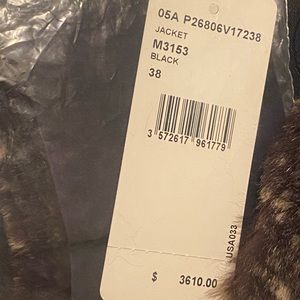 05A P26806V17238
JACKET
M3153
BLACK
38
3 572617 961779
USA033
$ 3610.00